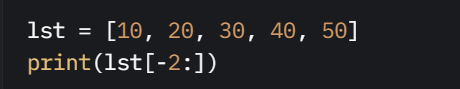 lst = [10, 20, 30, 40, 50]
print(lst[-2:])